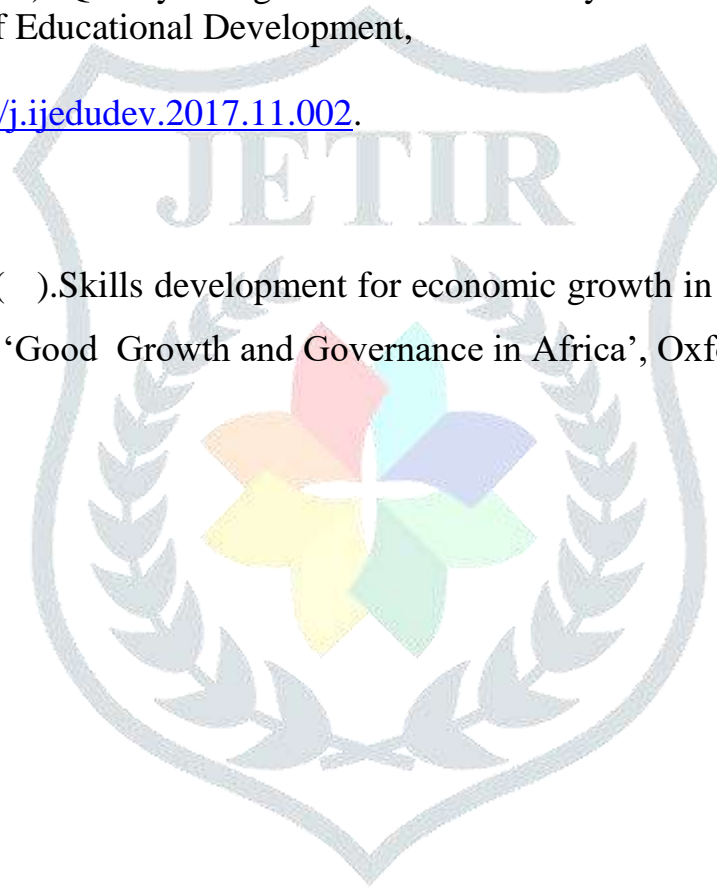 f Educational Development,
/j.ijedudev.2017.11.002.
JETIR
( ).Skills development for economic growth in
‘Good Growth and Governance in Africa’, Oxf